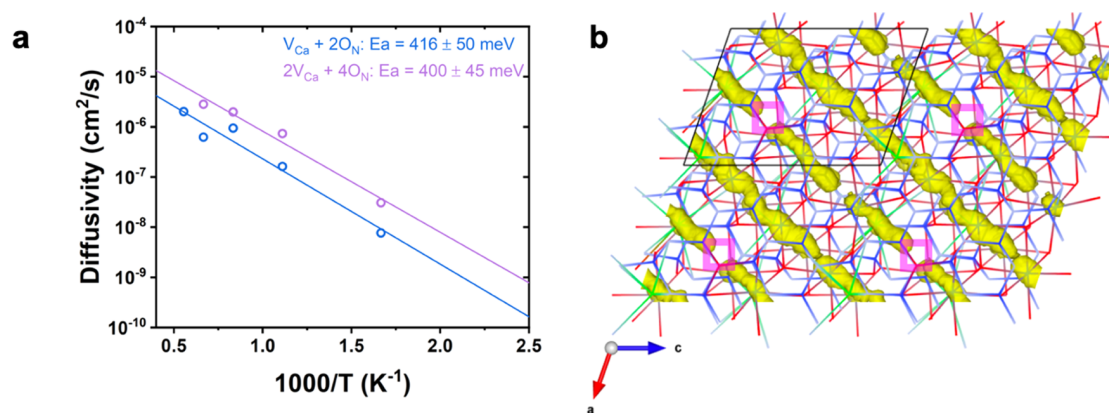 a
10⁻⁴
10⁻⁵
10⁻⁶
10⁻⁷
10⁻⁸
10⁻⁹
10⁻¹⁰
Diffusivity (cm²/s)
V_Ca + 2O_N: Ea = 416 ± 50 meV
2V_Ca + 4O_N: Ea = 400 ± 45 meV
0.5 1.0 1.5 2.0 2.5
1000/T (K⁻¹)
b
c
a